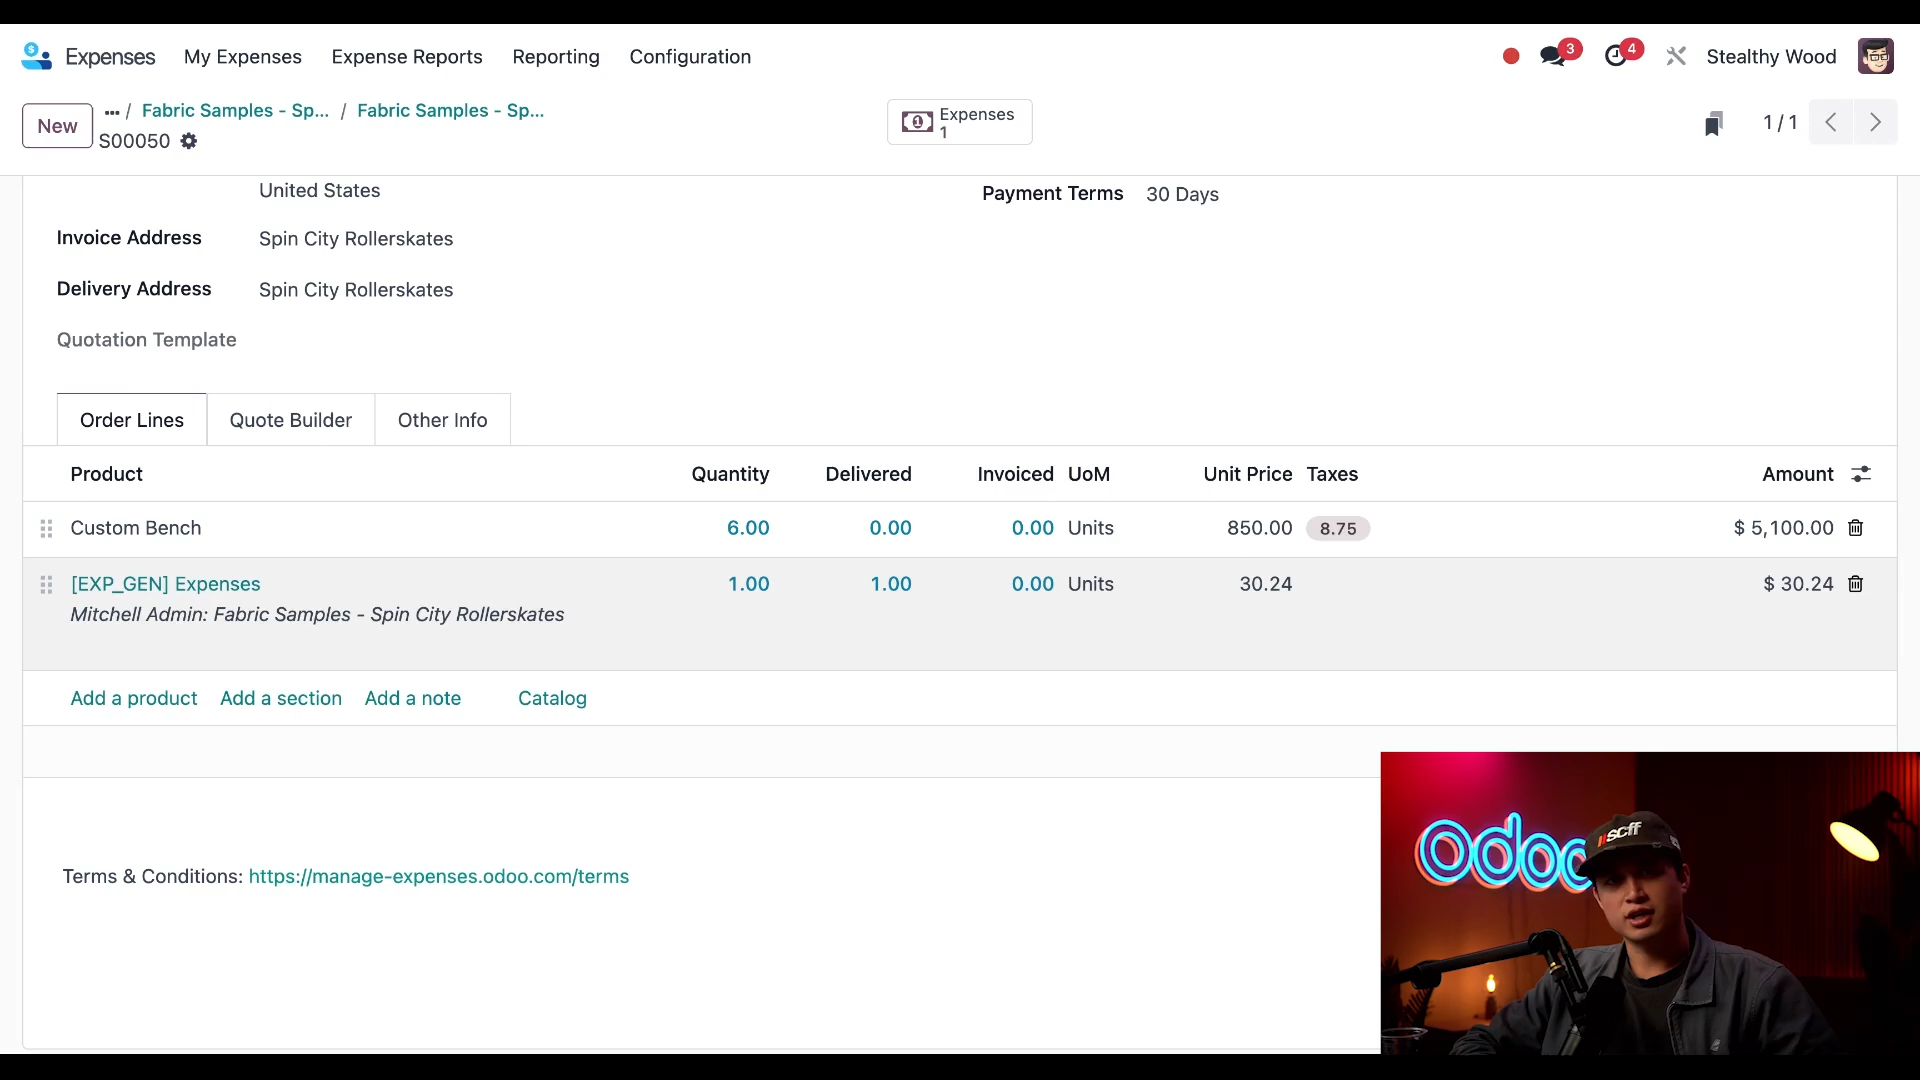 Expenses My Expenses Expense Reports Reporting Configuration 3 4 Stealthy Wood
New ... / Fabric Samples - Sp... / Fabric Samples - Sp...
S00050
Expenses
1
1 / 1
United States
Payment Terms 30 Days
Invoice Address Spin City Rollerskates
Delivery Address Spin City Rollerskates
Quotation Template
Order Lines Quote Builder Other Info
Product Quantity Delivered Invoiced UoM Unit Price Taxes Amount
Custom Bench 6.00 0.00 0.00 Units 850.00 8.75 $ 5,100.00
[EXP_GEN] Expenses 1.00 1.00 0.00 Units 30.24 $ 30.24
Mitchell Admin: Fabric Samples - Spin City Rollerskates
Add a product Add a section Add a note Catalog
Terms & Conditions: https://manage-expenses.odoo.com/terms
odoo
scff